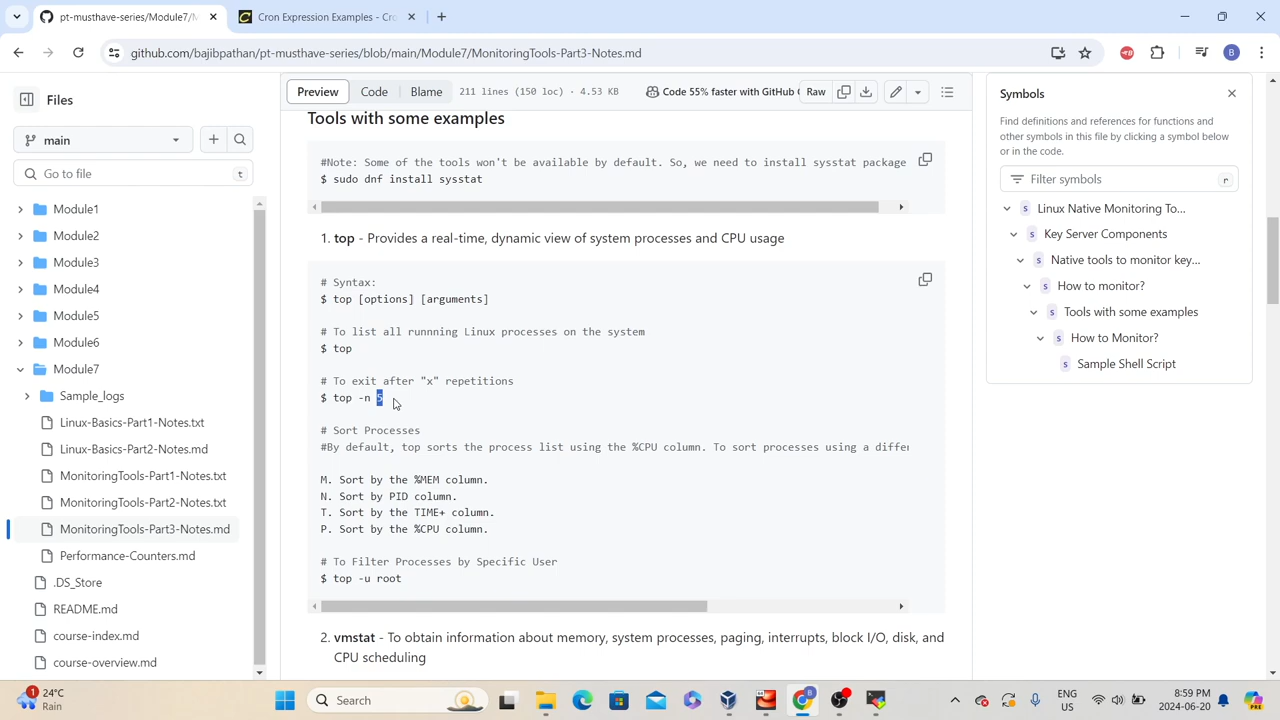 pt-musthave-series/Module7/M
Cron Expression Examples - Cro
github.com/bajibpathan/pt-musthave-series/blob/main/Module7/MonitoringTools-Part3-Notes.md
B
Files
main
Go to file
t
Module1
Module2
Module3
Module4
Module5
Module6
Module7
Sample_logs
Linux-Basics-Part1-Notes.txt
Linux-Basics-Part2-Notes.md
MonitoringTools-Part1-Notes.txt
MonitoringTools-Part2-Notes.txt
MonitoringTools-Part3-Notes.md
Performance-Counters.md
.DS_Store
README.md
course-index.md
course-overview.md
Preview
Code
Blame
211 lines (150 loc) · 4.53 KB
Code 55% faster with GitHub
Raw
Tools with some examples
#Note: Some of the tools won't be available by default. So, we need to install sysstat package
$ sudo dnf install sysstat
1. top - Provides a real-time, dynamic view of system processes and CPU usage
# Syntax:
$ top [options] [arguments]
# To list all runnning Linux processes on the system
$ top
# To exit after “x” repetitions
$ top -n 5
# Sort Processes
#By default, top sorts the process list using the %CPU column. To sort processes using a differ
M. Sort by the %MEM column.
N. Sort by PID column.
T. Sort by the TIME+ column.
P. Sort by the %CPU column.
# To Filter Processes by Specific User
$ top -u root
2. vmstat - To obtain information about memory, system processes, paging, interrupts, block I/O, disk, and
CPU scheduling
Symbols
Find definitions and references for functions and
other symbols in this file by clicking a symbol below
or in the code.
Filter symbols
r
s Linux Native Monitoring To...
s Key Server Components
s Native tools to monitor key...
s How to monitor?
s Tools with some examples
s How to Monitor?
s Sample Shell Script
1
24°C
Rain
Search
ENG
US
8:59 PM
2024-06-20
PRE